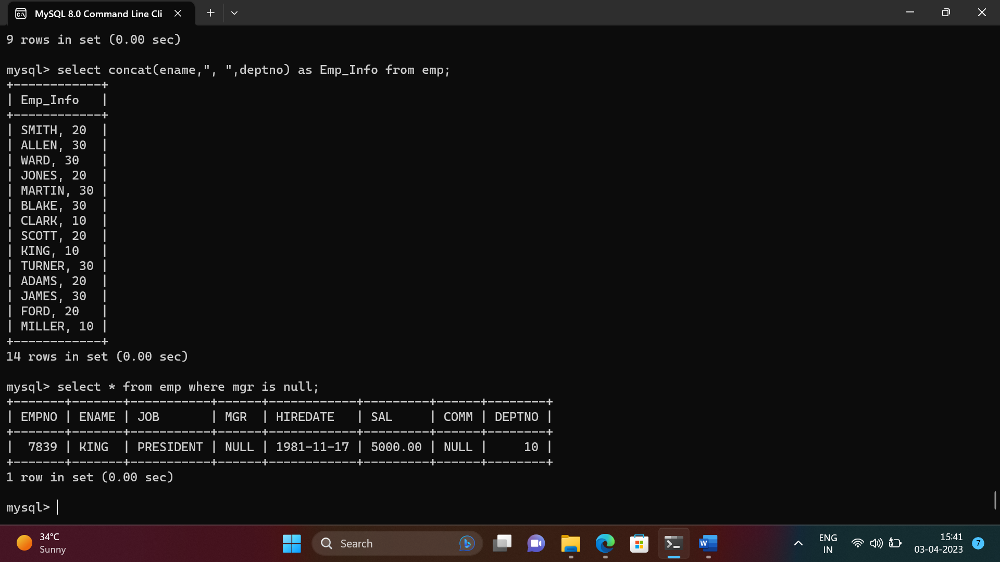 MySQL 8.0 Command Line Cli
9 rows in set (0.00 sec)
mysql> select concat(ename,", ",deptno) as Emp_Info from emp;
+------------+
| Emp_Info   |
+------------+
| SMITH, 20  |
| ALLEN, 30  |
| WARD, 30   |
| JONES, 20  |
| MARTIN, 30 |
| BLAKE, 30  |
| CLARK, 10  |
| SCOTT, 20  |
| KING, 10   |
| TURNER, 30 |
| ADAMS, 20  |
| JAMES, 30  |
| FORD, 20   |
| MILLER, 10 |
+------------+
14 rows in set (0.00 sec)
mysql> select * from emp where mgr is null;
+-------+-------+-----------+------+------------+---------+------+--------+
| EMPNO | ENAME | JOB       | MGR  | HIREDATE   | SAL     | COMM | DEPTNO |
+-------+-------+-----------+------+------------+---------+------+--------+
|  7839 | KING  | PRESIDENT | NULL | 1981-11-17 | 5000.00 | NULL |     10 |
+-------+-------+-----------+------+------------+---------+------+--------+
1 row in set (0.00 sec)
mysql>
34°C
Sunny
Search
W
ENG
IN
15:41
03-04-2023
7